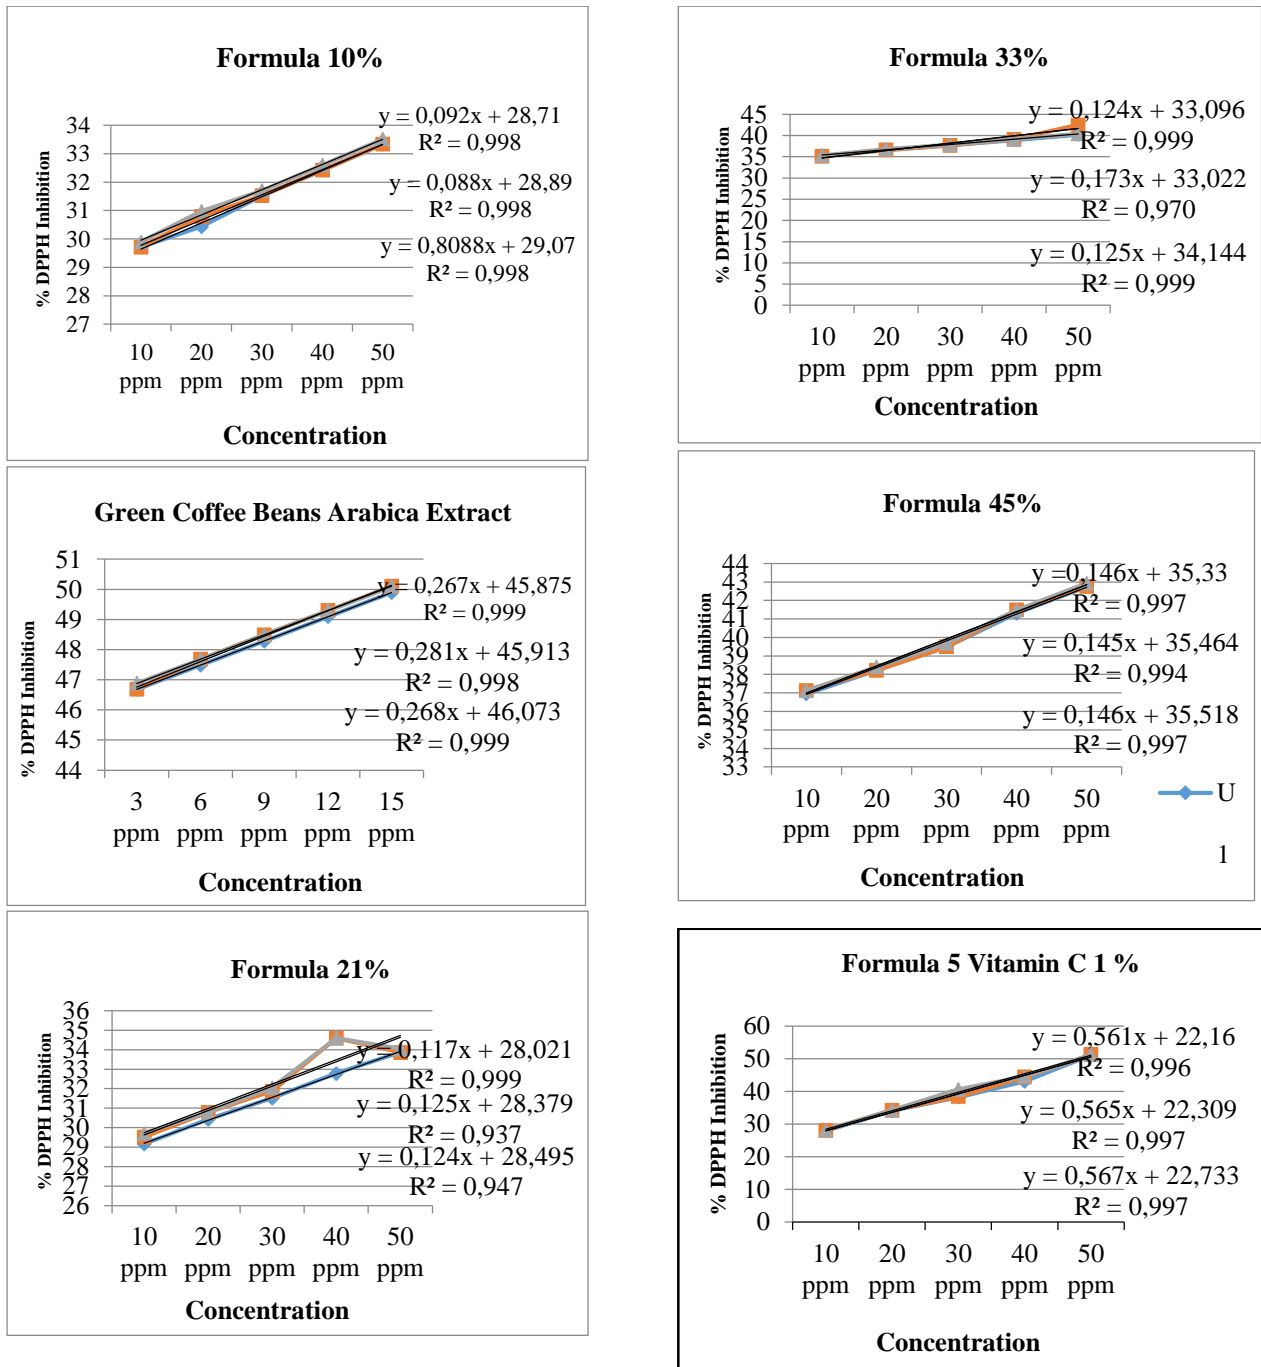 Formula 10%
% DPPH Inhibition
34
33
32
31
30
29
28
27
y = 0,092x + 28,71
R² = 0,998
y = 0,088x + 28,89
R² = 0,998
y = 0,8088x + 29,07
R² = 0,998
10 20 30 40 50
ppm ppm ppm ppm ppm
Concentration
Formula 33%
% DPPH Inhibition
45
40
35
30
25
20
15
10
5
0
y = 0,124x + 33,096
R² = 0,999
y = 0,173x + 33,022
R² = 0,970
y = 0,125x + 34,144
R² = 0,999
10 20 30 40 50
ppm ppm ppm ppm ppm
Concentration
Green Coffee Beans Arabica Extract
% DPPH Inhibition
51
50
49
48
47
46
45
44
y = 0,267x + 45,875
R² = 0,999
y = 0,281x + 45,913
R² = 0,998
y = 0,268x + 46,073
R² = 0,999
3 6 9 12 15
ppm ppm ppm ppm ppm
Concentration
Formula 45%
% DPPH Inhibition
44
43
42
41
40
39
38
37
36
35
34
33
y =0,146x + 35,33
R² = 0,997
y = 0,145x + 35,464
R² = 0,994
y = 0,146x + 35,518
R² = 0,997
10 20 30 40 50
ppm ppm ppm ppm ppm
U
1
Concentration
Formula 21%
% DPPH Inhibition
36
35
34
33
32
31
30
29
28
27
26
y = 0,117x + 28,021
R² = 0,999
y = 0,125x + 28,379
R² = 0,937
y = 0,124x + 28,495
R² = 0,947
10 20 30 40 50
ppm ppm ppm ppm ppm
Concentration
Formula 5 Vitamin C 1 %
% DPPH Inhibition
60
50
40
30
20
10
0
y = 0,561x + 22,16
R² = 0,996
y = 0,565x + 22,309
R² = 0,997
y = 0,567x + 22,733
R² = 0,997
10 20 30 40 50
ppm ppm ppm ppm ppm
Concentration